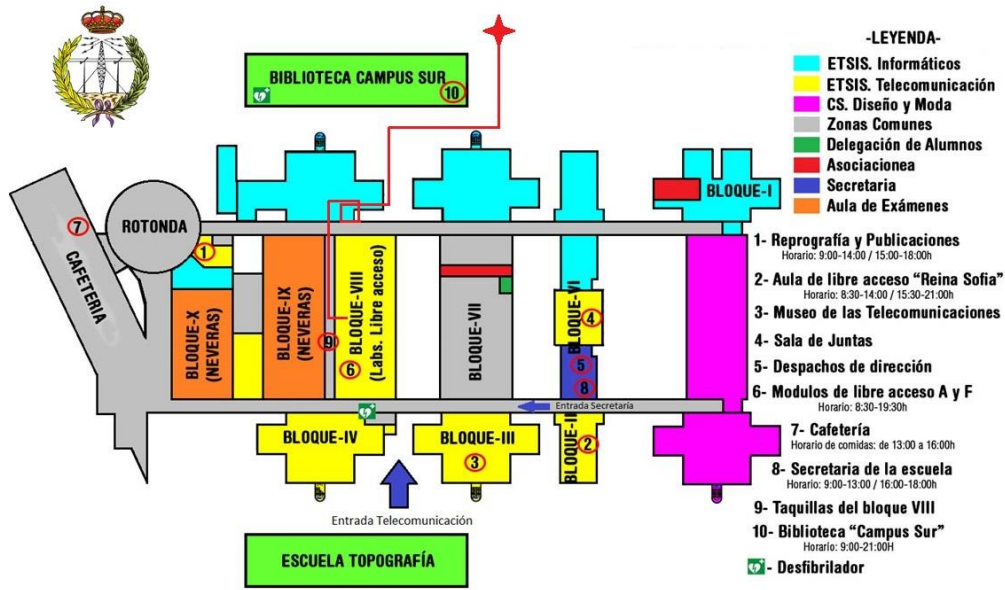 -LEYENDA-
ETSIS. Informáticos
ETSIS. Telecomunicación
CS. Diseño y Moda
Zonas Comunes
Delegación de Alumnos
Asociacionea
Secretaria
Aula de Exámenes
BIBLIOTECA CAMPUS SUR
10
BLOQUE-I
ROTONDA
7
CAFETERIA
1
BLOQUE-X
(NEVERAS)
BLOQUE-IX
(NEVERAS)
9
BLOQUE-VIII
(Labs. Libre acceso)
6
BLOQUE-VII
BLOQUE-VI
4
5
8
Entrada Secretaría
BLOQUE-IV
BLOQUE-III
3
BLOQUE-II
2
Entrada Telecomunicación
ESCUELA TOPOGRAFÍA
1- Reprografía y Publicaciones
Horario: 9:00-14:00 / 15:00-18:00h
2- Aula de libre acceso “Reina Sofia”
Horario: 8:30-14:00 / 15:30-21:00h
3- Museo de las Telecomunicaciones
4- Sala de Juntas
5- Despachos de dirección
6- Modulos de libre acceso A y F
Horario: 8:30-19:30h
7- Cafetería
Horario de comidas: de 13:00 a 16:00h
8- Secretaria de la escuela
Horario: 9:00-13:00 / 16:00-18:00h
9- Taquillas del bloque VIII
10- Biblioteca “Campus Sur”
Horario: 9:00-21:00H
- Desfibrilador